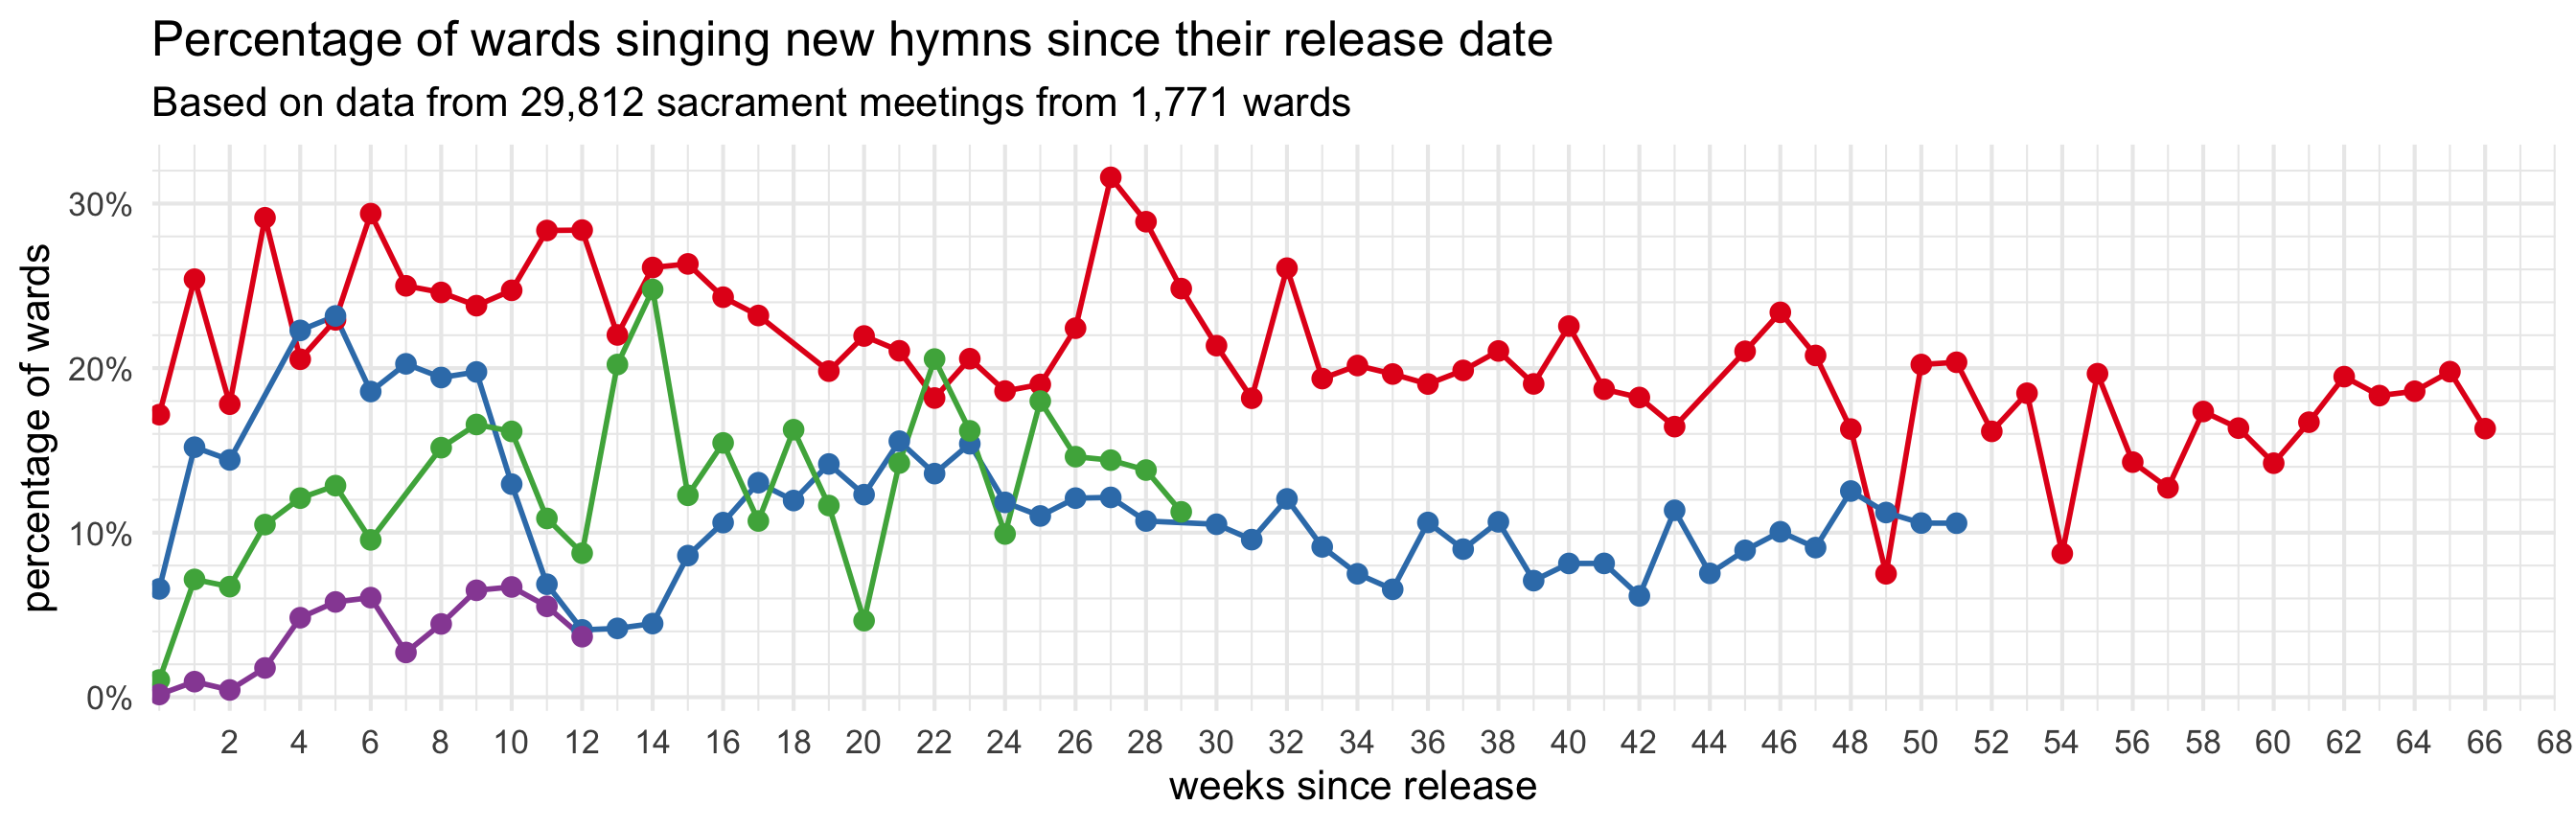 Percentage of wards singing new hymns since their release date
Based on data from 29,812 sacrament meetings from 1,771 wards
percentage of wards
30%
20%
10%
0%
2 4 6 8 10 12 14 16 18 20 22 24 26 28 30 32 34 36 38 40 42 44 46 48 50 52 54 56 58 60 62 64 66 68
weeks since release